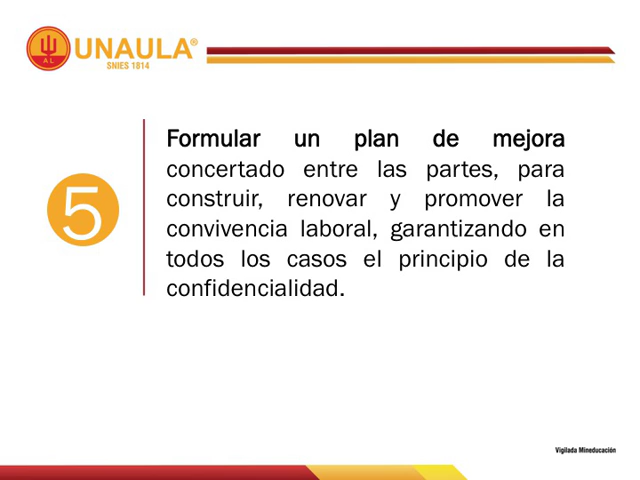 AL
UNAULA®
SNIES 1814
5
Formular un plan de mejora
concertado entre las partes, para
construir, renovar y promover la
convivencia laboral, garantizando en
todos los casos el principio de la
confidencialidad.
Vigilada Mineducación